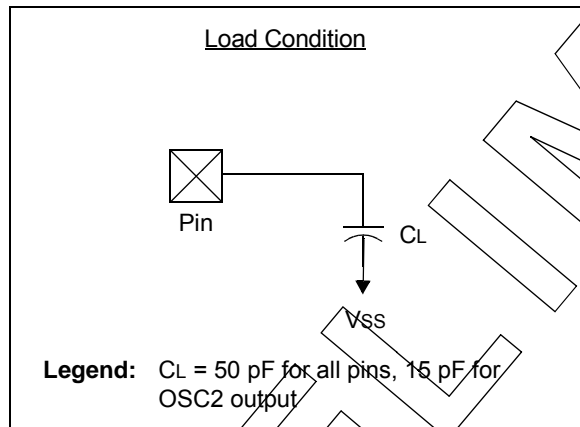 Load Condition
Pin
CL
VSS
Legend: CL = 50 pF for all pins, 15 pF for
OSC2 output